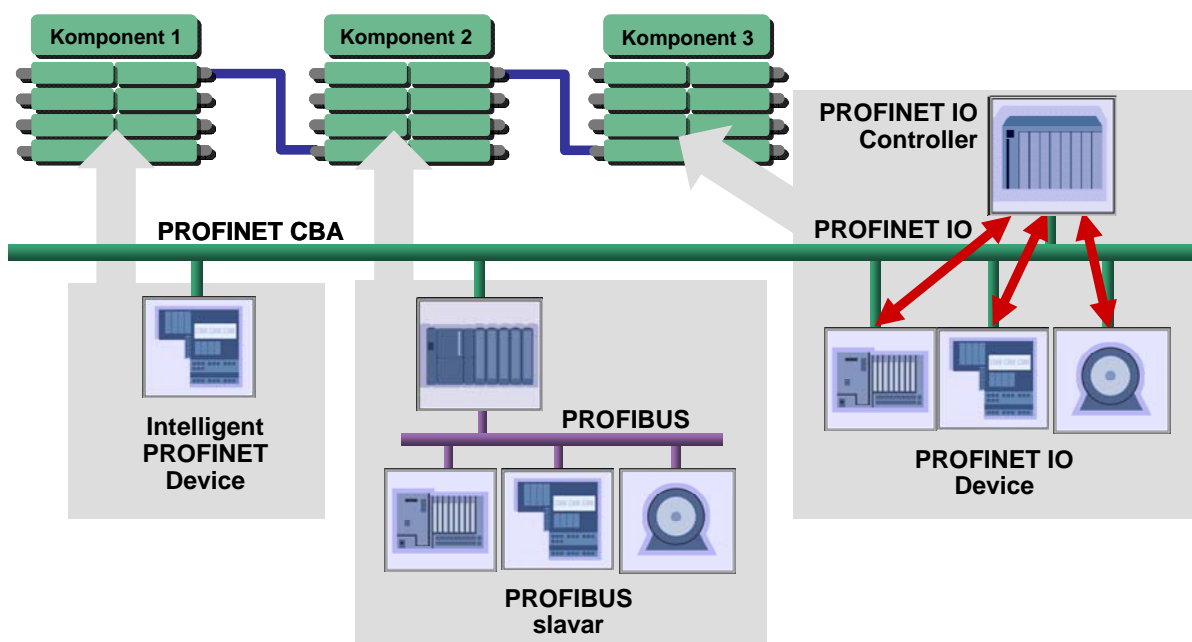 Komponent 1
Komponent 2
Komponent 3
PROFINET IO
Controller
PROFINET CBA
PROFINET IO
Intelligent
PROFINET
Device
PROFIBUS
PROFINET IO
Device
PROFIBUS
slavar